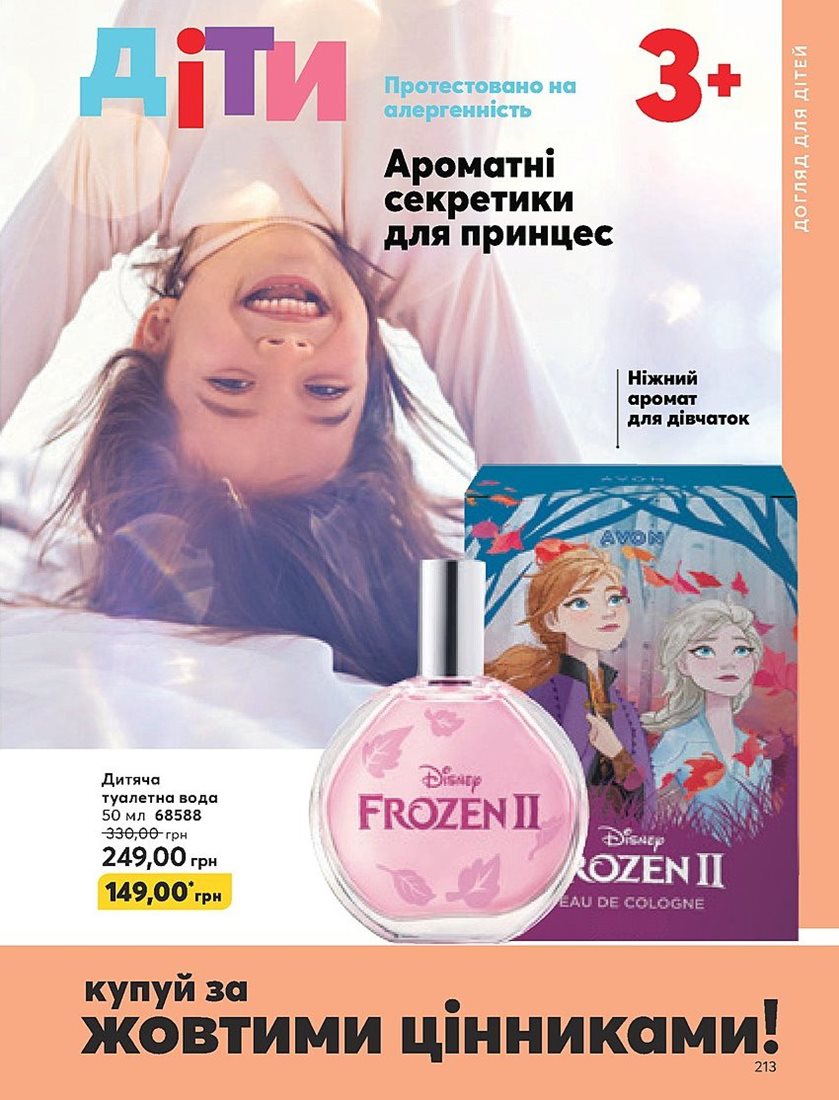 ДіТИ
Протестовано на
алергенність
3+
ДОГЛЯД ДЛЯ ДІТЕЙ
Ароматні
секретики
для принцес
Ніжний
аромат
для дівчаток
AVON
AVON
Disney
FROZEN II
Disney
ROZEN II
EAU DE COLOGNE
Дитяча
туалетна вода
50 мл 68588
330,00 грн
249,00 грн
149,00* грн
купуй за
ЖОВТИМИ ЦІННИКАМИ!
213